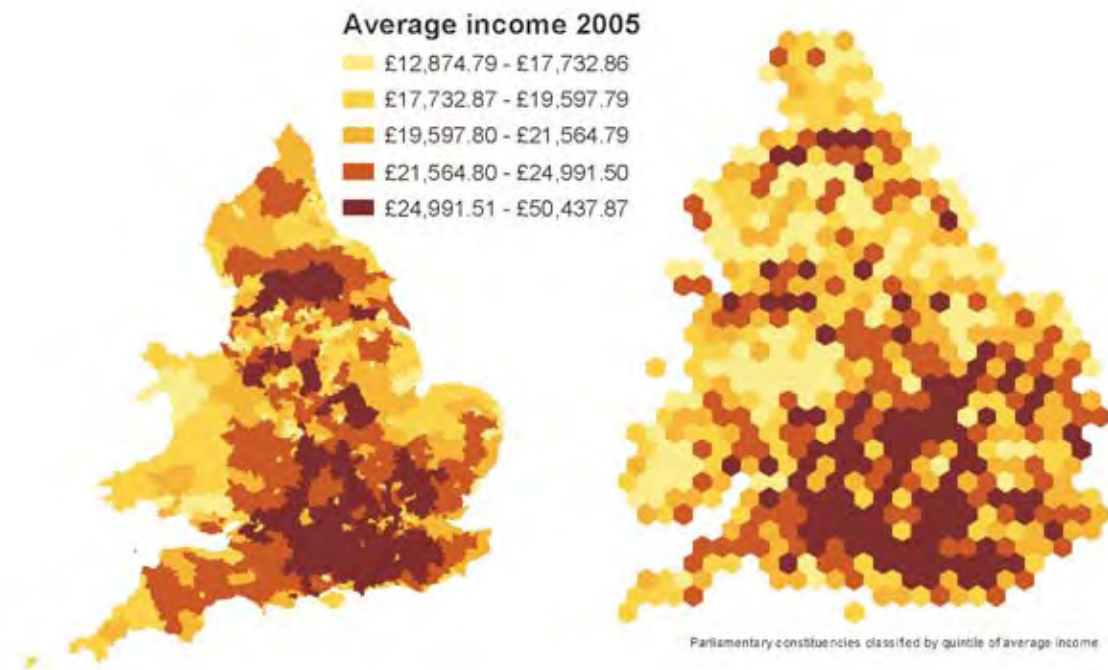 Average income 2005
£12,874.79 - £17,732.86
£17,732.87 - £19,597.79
£19,597.80 - £21,564.79
£21,564.80 - £24,991.50
£24,991.51 - £50,437.87
Parliamentary constituencies classified by quintile of average income